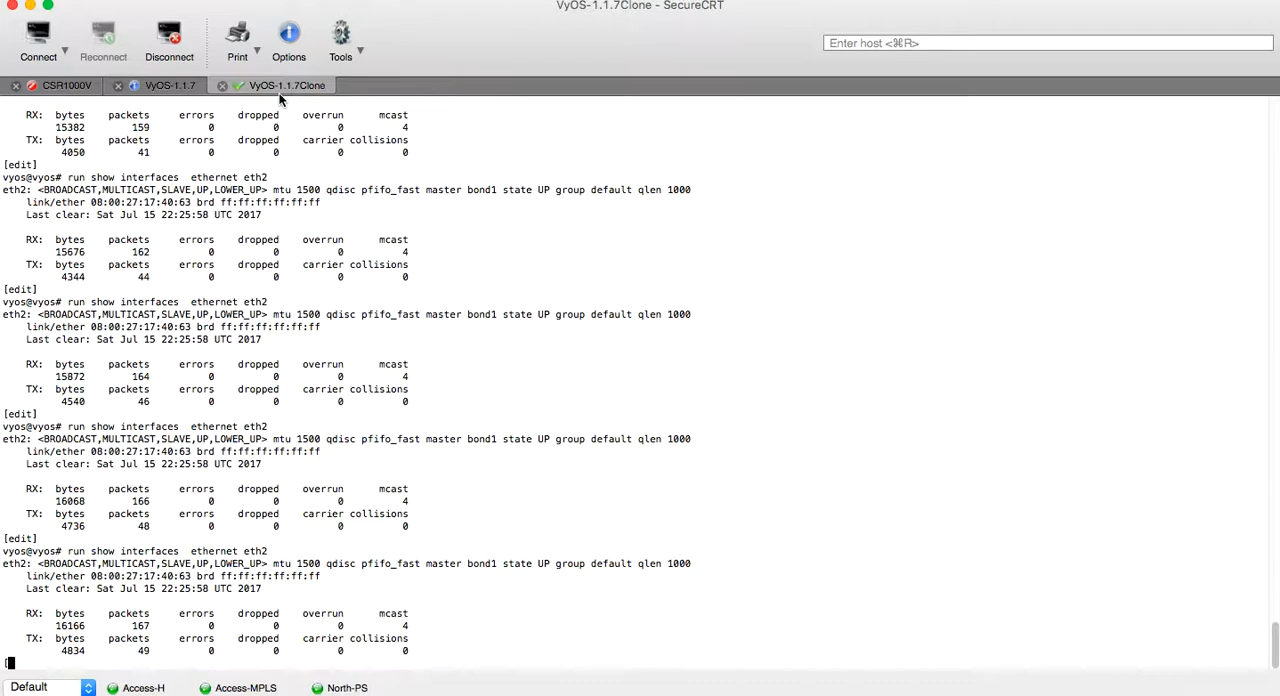 VyOS-1.1.7Clone - SecureCRT
Connect Reconnect Disconnect Print Options Tools
Enter host <⌘R>
CSR1000V VyOS-1.1.7 VyOS-1.1.7Clone
RX: bytes packets errors dropped overrun mcast
15382 159 0 0 0 4
TX: bytes packets errors dropped carrier collisions
4050 41 0 0 0 0
[edit]
vyos@vyos# run show interfaces  ethernet eth2
eth2: <BROADCAST,MULTICAST,SLAVE,UP,LOWER_UP> mtu 1500 qdisc pfifo_fast master bond1 state UP group default qlen 1000
link/ether 08:00:27:17:40:63 brd ff:ff:ff:ff:ff:ff
Last clear: Sat Jul 15 22:25:58 UTC 2017
RX: bytes packets errors dropped overrun mcast
15676 162 0 0 0 4
TX: bytes packets errors dropped carrier collisions
4344 44 0 0 0 0
[edit]
vyos@vyos# run show interfaces  ethernet eth2
eth2: <BROADCAST,MULTICAST,SLAVE,UP,LOWER_UP> mtu 1500 qdisc pfifo_fast master bond1 state UP group default qlen 1000
link/ether 08:00:27:17:40:63 brd ff:ff:ff:ff:ff:ff
Last clear: Sat Jul 15 22:25:58 UTC 2017
RX: bytes packets errors dropped overrun mcast
15872 164 0 0 0 4
TX: bytes packets errors dropped carrier collisions
4540 46 0 0 0 0
[edit]
vyos@vyos# run show interfaces  ethernet eth2
eth2: <BROADCAST,MULTICAST,SLAVE,UP,LOWER_UP> mtu 1500 qdisc pfifo_fast master bond1 state UP group default qlen 1000
link/ether 08:00:27:17:40:63 brd ff:ff:ff:ff:ff:ff
Last clear: Sat Jul 15 22:25:58 UTC 2017
RX: bytes packets errors dropped overrun mcast
16068 166 0 0 0 4
TX: bytes packets errors dropped carrier collisions
4736 48 0 0 0 0
[edit]
vyos@vyos# run show interfaces  ethernet eth2
eth2: <BROADCAST,MULTICAST,SLAVE,UP,LOWER_UP> mtu 1500 qdisc pfifo_fast master bond1 state UP group default qlen 1000
link/ether 08:00:27:17:40:63 brd ff:ff:ff:ff:ff:ff
Last clear: Sat Jul 15 22:25:58 UTC 2017
RX: bytes packets errors dropped overrun mcast
16166 167 0 0 0 4
TX: bytes packets errors dropped carrier collisions
4834 49 0 0 0 0
[
Default Access-H Access-MPLS North-PS